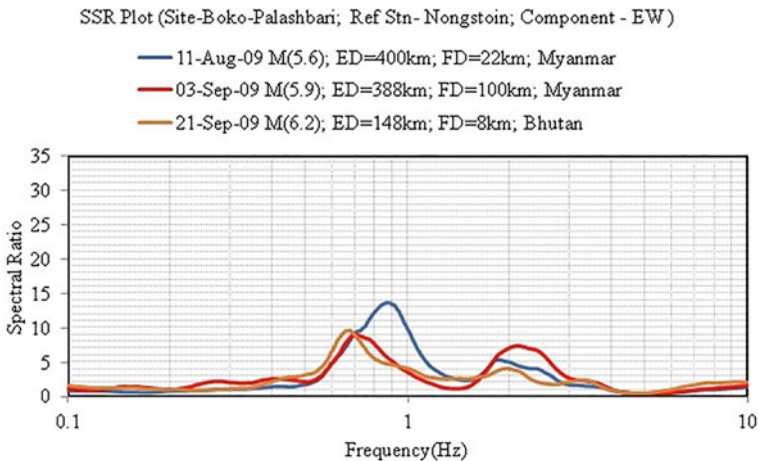 SSR Plot (Site-Boko-Palashbari; Ref Stn- Nongstoin; Component - EW)
11-Aug-09 M(5.6); ED=400km; FD=22km; Myanmar
03-Sep-09 M(5.9); ED=388km; FD=100km; Myanmar
21-Sep-09 M(6.2); ED=148km; FD=8km; Bhutan
35
30
25
20
15
10
5
0
Spectral Ratio
0.1 1 10
Frequency(Hz)